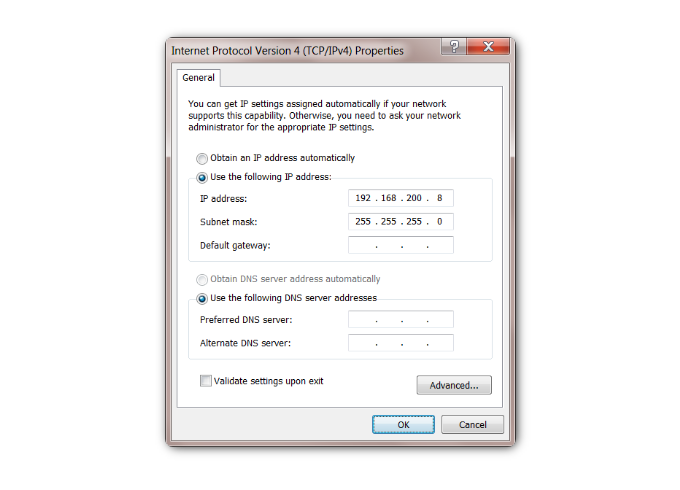 Internet Protocol Version 4 (TCP/IPv4) Properties
?
General
You can get IP settings assigned automatically if your network
supports this capability. Otherwise, you need to ask your network
administrator for the appropriate IP settings.
Obtain an IP address automatically
Use the following IP address:
IP address: 192 . 168 . 200 . 8
Subnet mask: 255 . 255 . 255 . 0
Default gateway: . . .
Obtain DNS server address automatically
Use the following DNS server addresses
Preferred DNS server: . . .
Alternate DNS server: . . .
Validate settings upon exit
Advanced...
OK Cancel